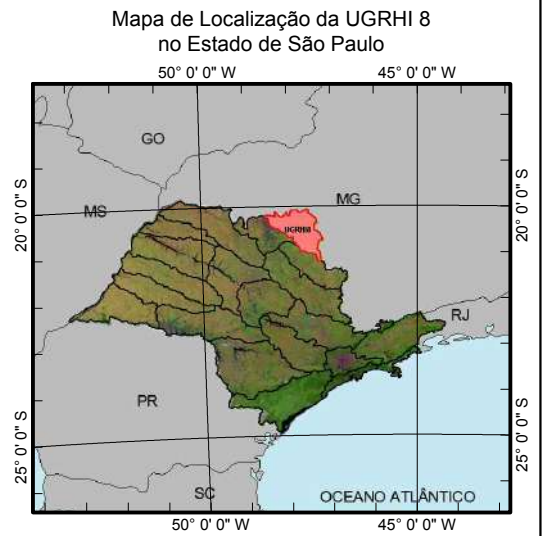 Mapa de Localização da UGRHI 8
no Estado de São Paulo
50° 0' 0" W
45° 0' 0" W
GO
MG
MS
20° 0' 0" S
20° 0' 0" S
UGRHI8
RJ
PR
25° 0' 0" S
25° 0' 0" S
SC
OCEANO ATLÂNTICO
50° 0' 0" W
45° 0' 0" W